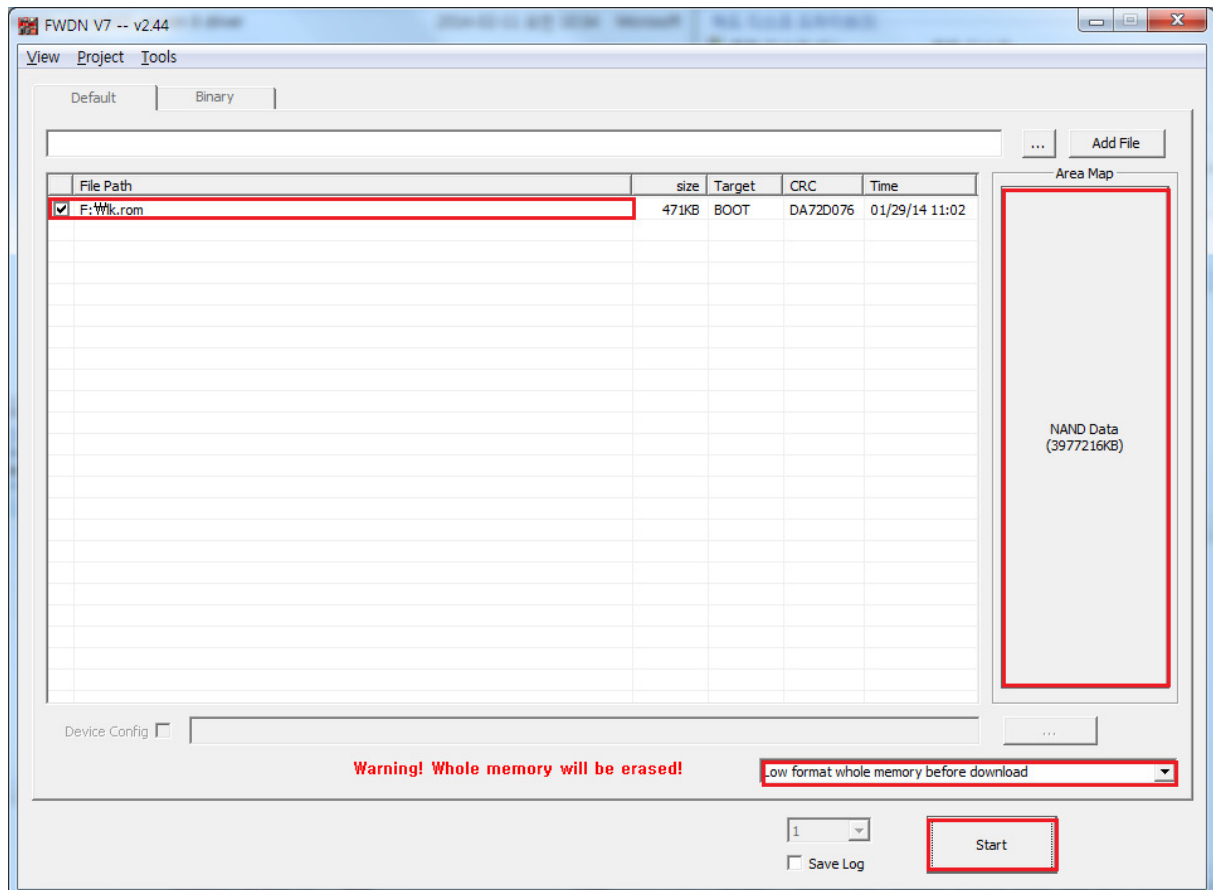 FWDN V7 -- v2.44
View Project Tools
Default Binary
... Add File
File Path size Target CRC Time
F:₩lk.rom 471KB BOOT DA72D076 01/29/14 11:02
Area Map
NAND Data
(3977216KB)
Device Config ...
Warning! Whole memory will be erased! Low format whole memory before download
1
Save Log
Start